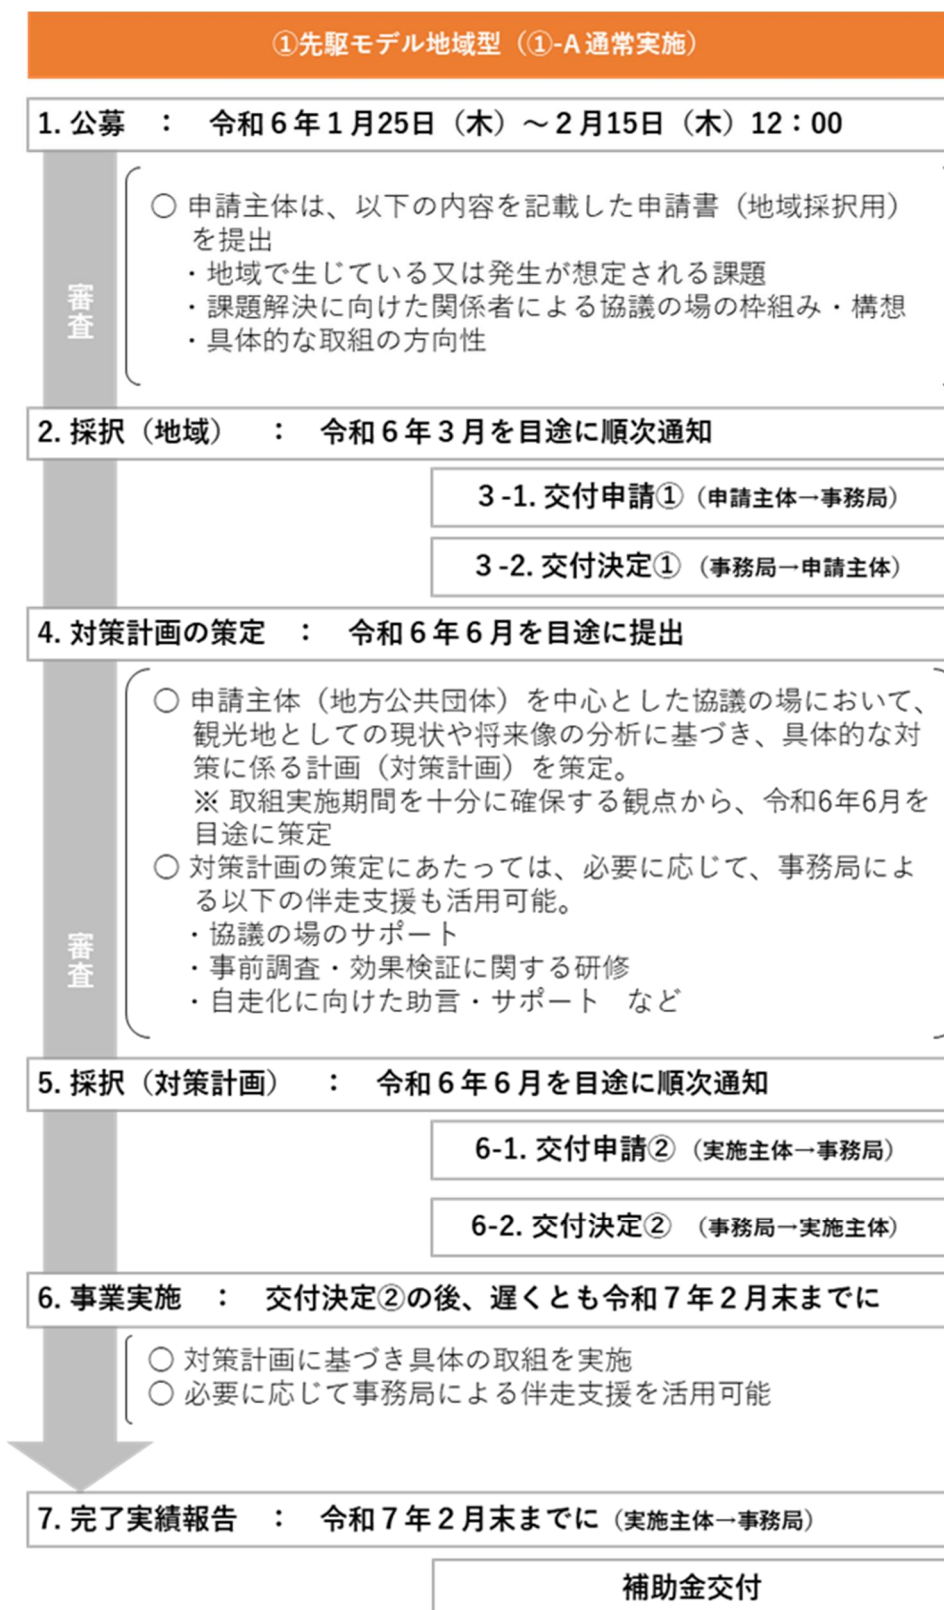 ①先駆モデル地域型（①-A 通常実施）
1. 公募　：　令和６年１月25日（木）～２月15日（木）12：00
審査
○ 申請主体は、以下の内容を記載した申請書（地域採択用）
を提出
・地域で生じている又は発生が想定される課題
・課題解決に向けた関係者による協議の場の枠組み・構想
・具体的な取組の方向性
2. 採択（地域）　：　令和６年３月を目途に順次通知
３-1. 交付申請①（申請主体→事務局）
３-2. 交付決定①（事務局→申請主体）
4. 対策計画の策定　：　令和６年６月を目途に提出
審査
○ 申請主体（地方公共団体）を中心とした協議の場において、
観光地としての現状や将来像の分析に基づき、具体的な対
策に係る計画（対策計画）を策定。
※ 取組実施期間を十分に確保する観点から、令和6年6月を
目途に策定
○ 対策計画の策定にあたっては、必要に応じて、事務局によ
る以下の伴走支援も活用可能。
・協議の場のサポート
・事前調査・効果検証に関する研修
・自走化に向けた助言・サポート　など
5. 採択（対策計画）　：　令和６年６月を目途に順次通知
6-1. 交付申請②（実施主体→事務局）
6-2. 交付決定②（事務局→実施主体）
6. 事業実施　：　交付決定②の後、遅くとも令和７年２月末までに
○ 対策計画に基づき具体の取組を実施
○ 必要に応じて事務局による伴走支援を活用可能
7. 完了実績報告　：　令和７年２月末までに（実施主体→事務局）
補助金交付